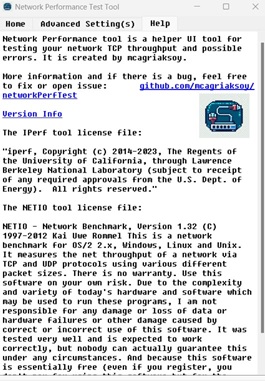 Network Performance Test Tool
Home Advanced Setting(s) Help
Network Performance tool is a helper UI tool for
testing your network TCP throughput and possible
errors. It is created by mcagriaksoy.
More information and if there is a bug, feel free
to fix or open issue: github.com/mcagriaksoy/
networkPerfTest
Version Info
The IPerf tool license file:
"iperf, Copyright (c) 2014-2023, The Regents of
the University of California, through Lawrence
Berkeley National Laboratory (subject to receipt
of any required approvals from the U.S. Dept. of
Energy). All rights reserved."
The NETIO tool license file:
NETIO - Network Benchmark, Version 1.32 (C)
1997-2012 Kai Uwe Rommel This is a network
benchmark for OS/2 2.x, Windows, Linux and Unix.
It measures the net throughput of a network via
TCP and UDP protocols using various different
packet sizes. There is no warranty. Use this
software on your own risk. Due to the complexity
and variety of today's hardware and software which
may be used to run these programs, I am not
responsible for any damage or loss of data or
hardware failures or other damage caused by
correct or incorrect use of this software. It was
tested very well and is expected to work
correctly, but nobody can actually guarantee this
under any circumstances. And because this software
is essentially free (even if you register, you